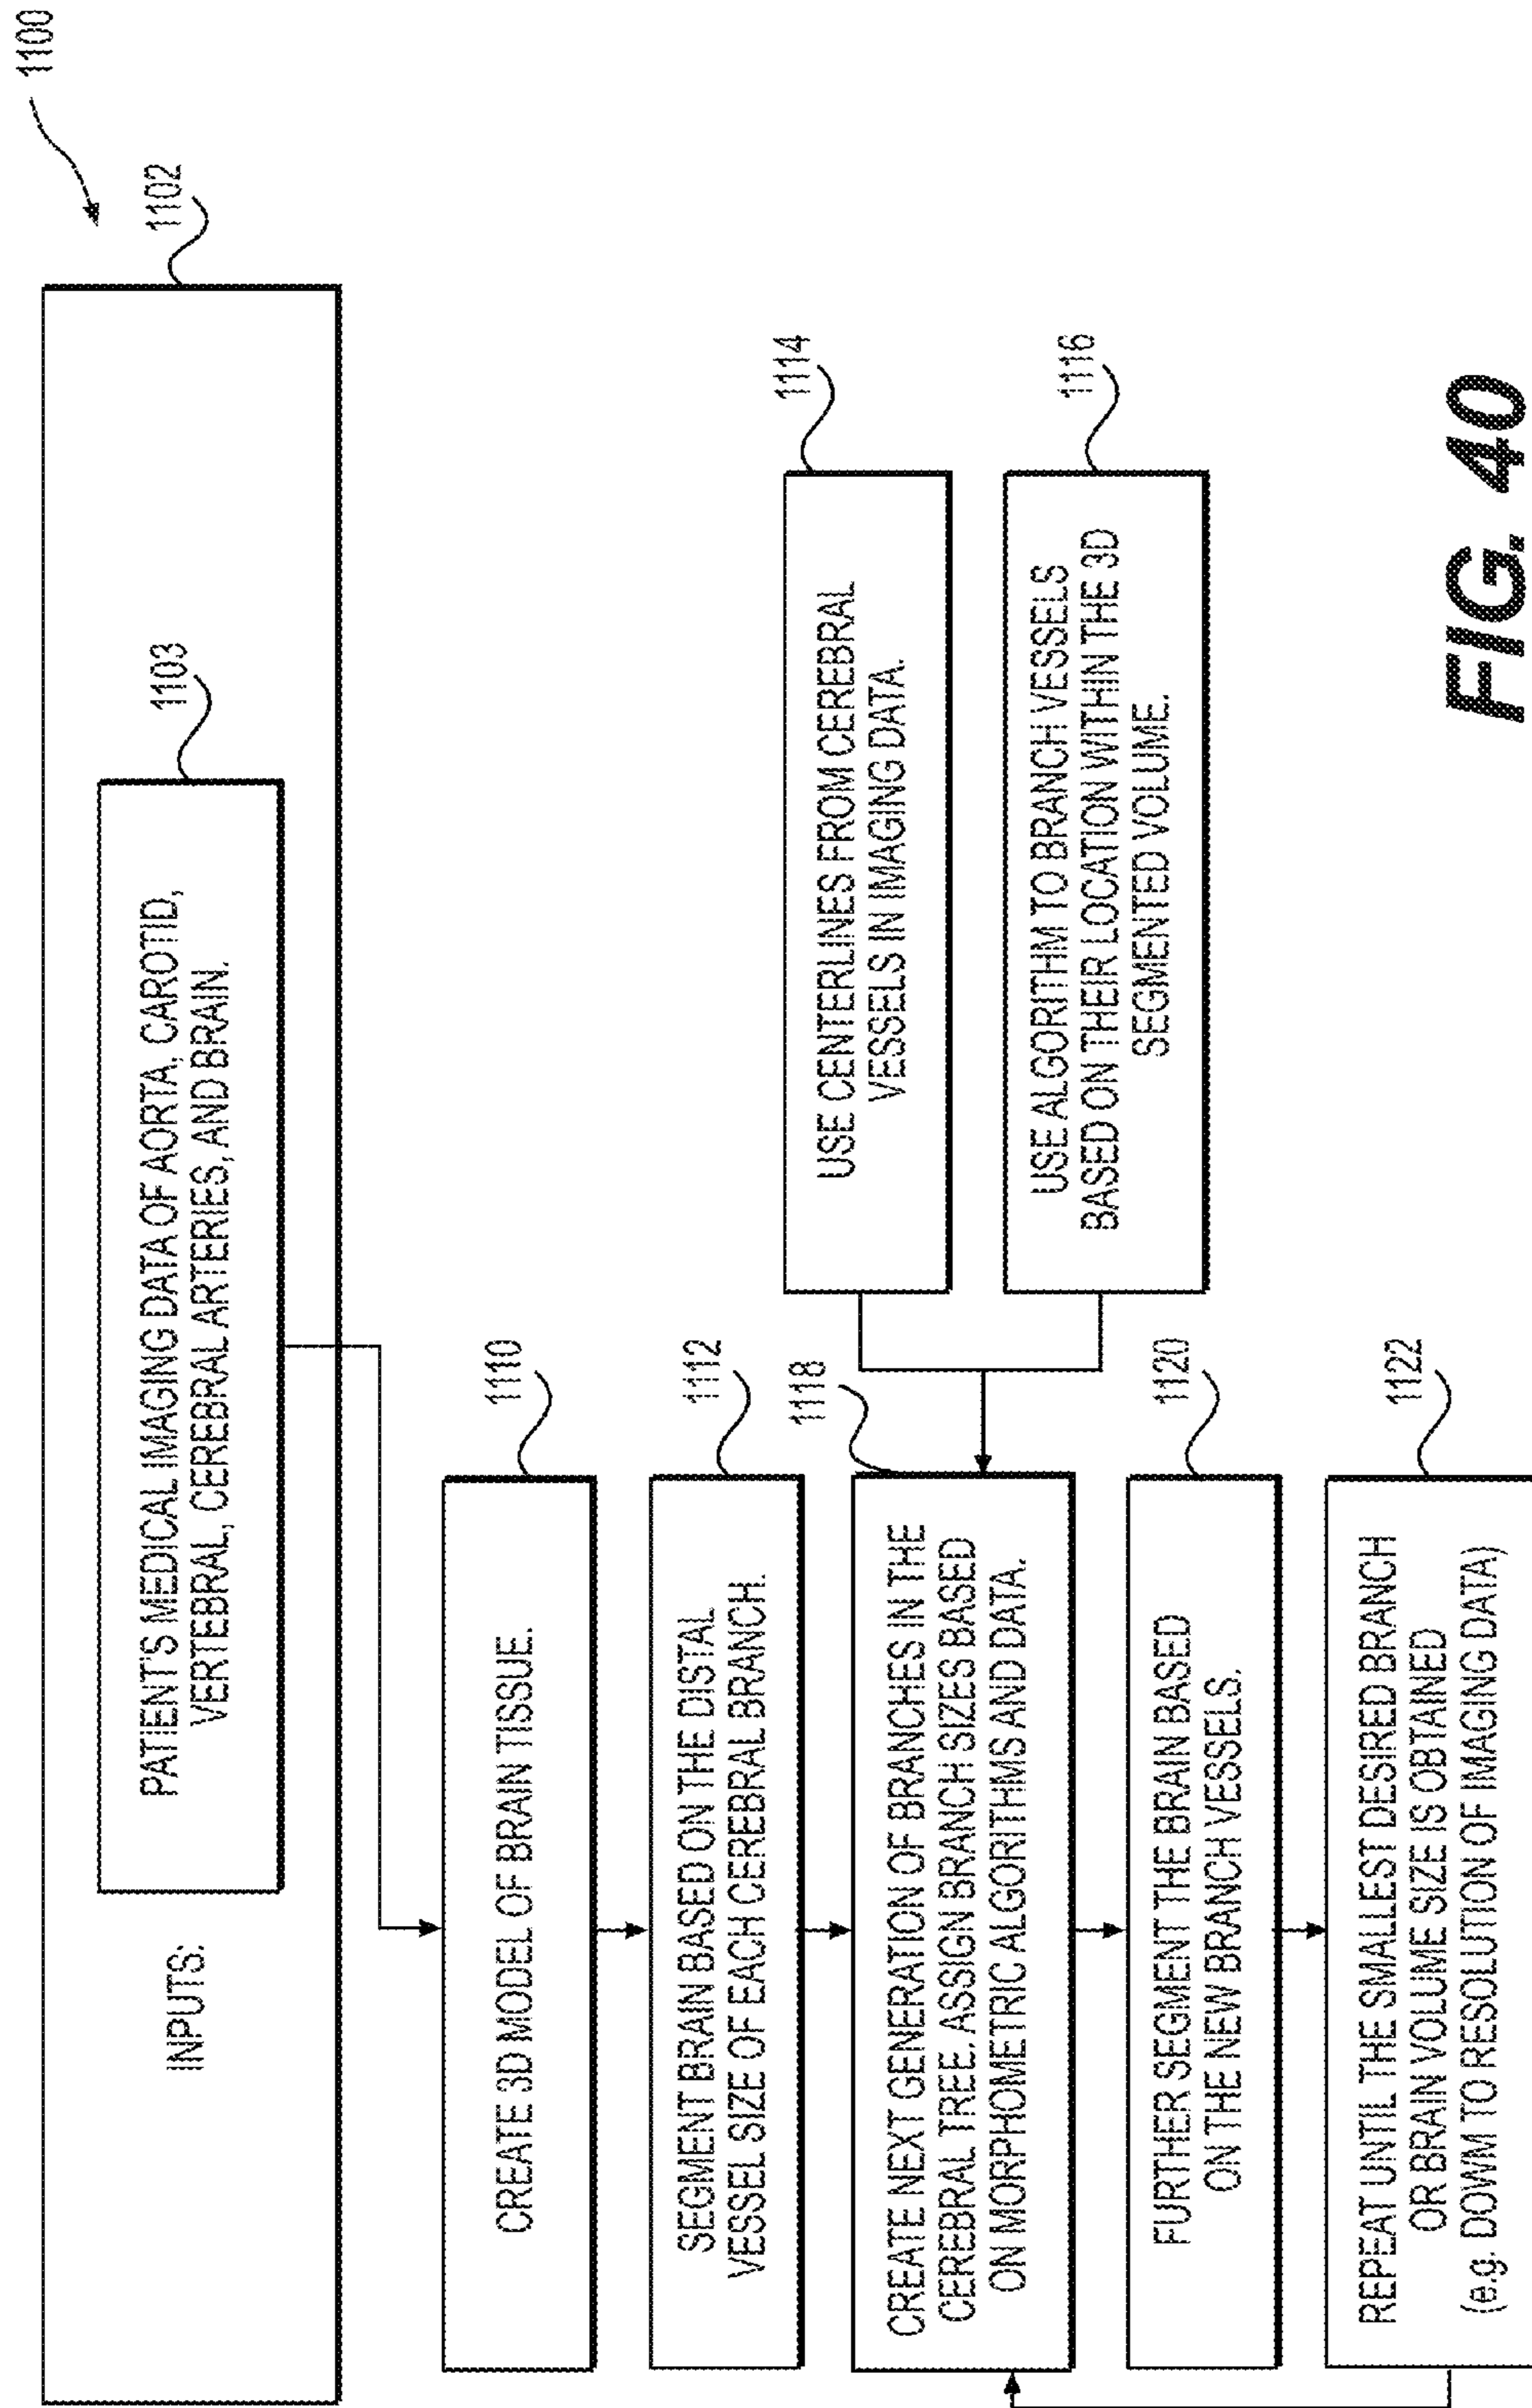 1100
1102
INPUTS:
1103
PATIENT'S MEDICAL IMAGING DATA OF AORTA, CAROTID,
VERTEBRAL, CEREBRAL ARTERIES, AND BRAIN.
1110
CREATE 3D MODEL OF BRAIN TISSUE.
1112
SEGMENT BRAIN BASED ON THE DISTAL
VESSEL SIZE OF EACH CEREBRAL BRANCH.
1114
USE CENTERLINES FROM CEREBRAL
VESSELS IN IMAGING DATA.
1116
USE ALGORITHM TO BRANCH VESSELS
BASED ON THEIR LOCATION WITHIN THE 3D
SEGMENTED VOLUME.
1118
CREATE NEXT GENERATION OF BRANCHES IN THE
CEREBRAL TREE. ASSIGN BRANCH SIZES BASED
ON MORPHOMETRIC ALGORITHMS AND DATA.
1120
FURTHER SEGMENT THE BRAIN BASED
ON THE NEW BRANCH VESSELS.
1122
REPEAT UNTIL THE SMALLEST DESIRED BRANCH
OR BRAIN VOLUME SIZE IS OBTAINED
(e.g. DOWM TO RESOLUTION OF IMAGING DATA)
FIG. 40